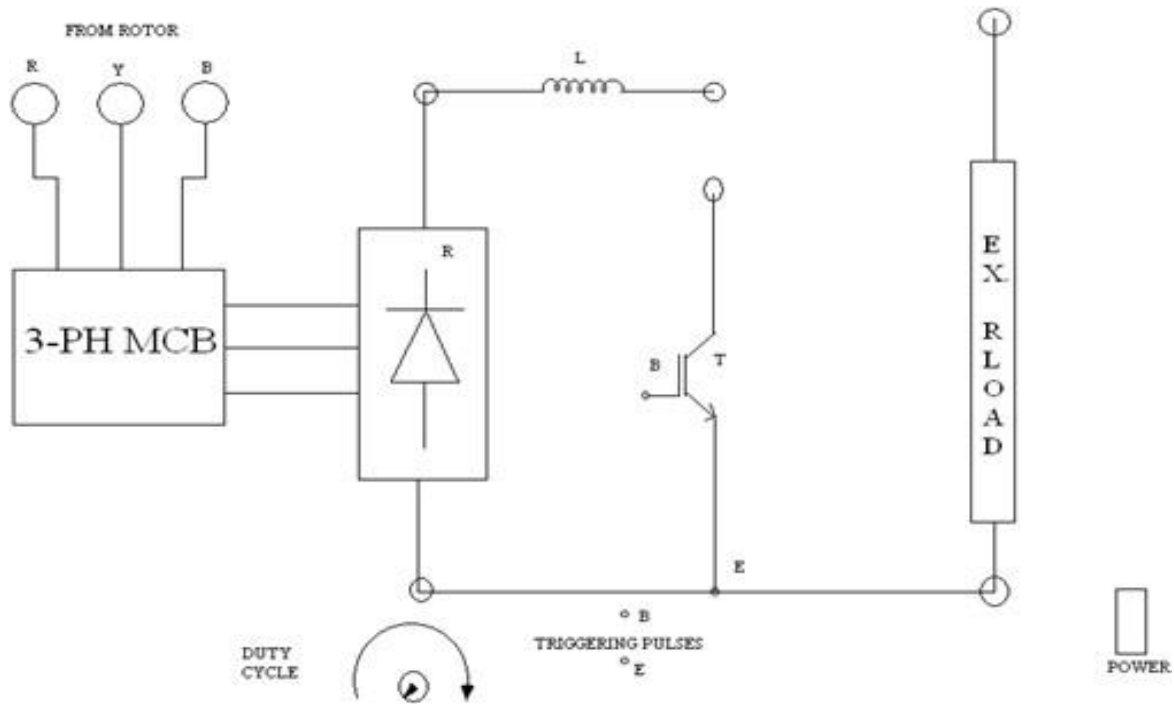 FROM ROTOR
R Y B
L
3-PH MCB
R
B T
EX RLOAD
E
B
TRIGGERING PULSES
E
DUTY
CYCLE
POWER